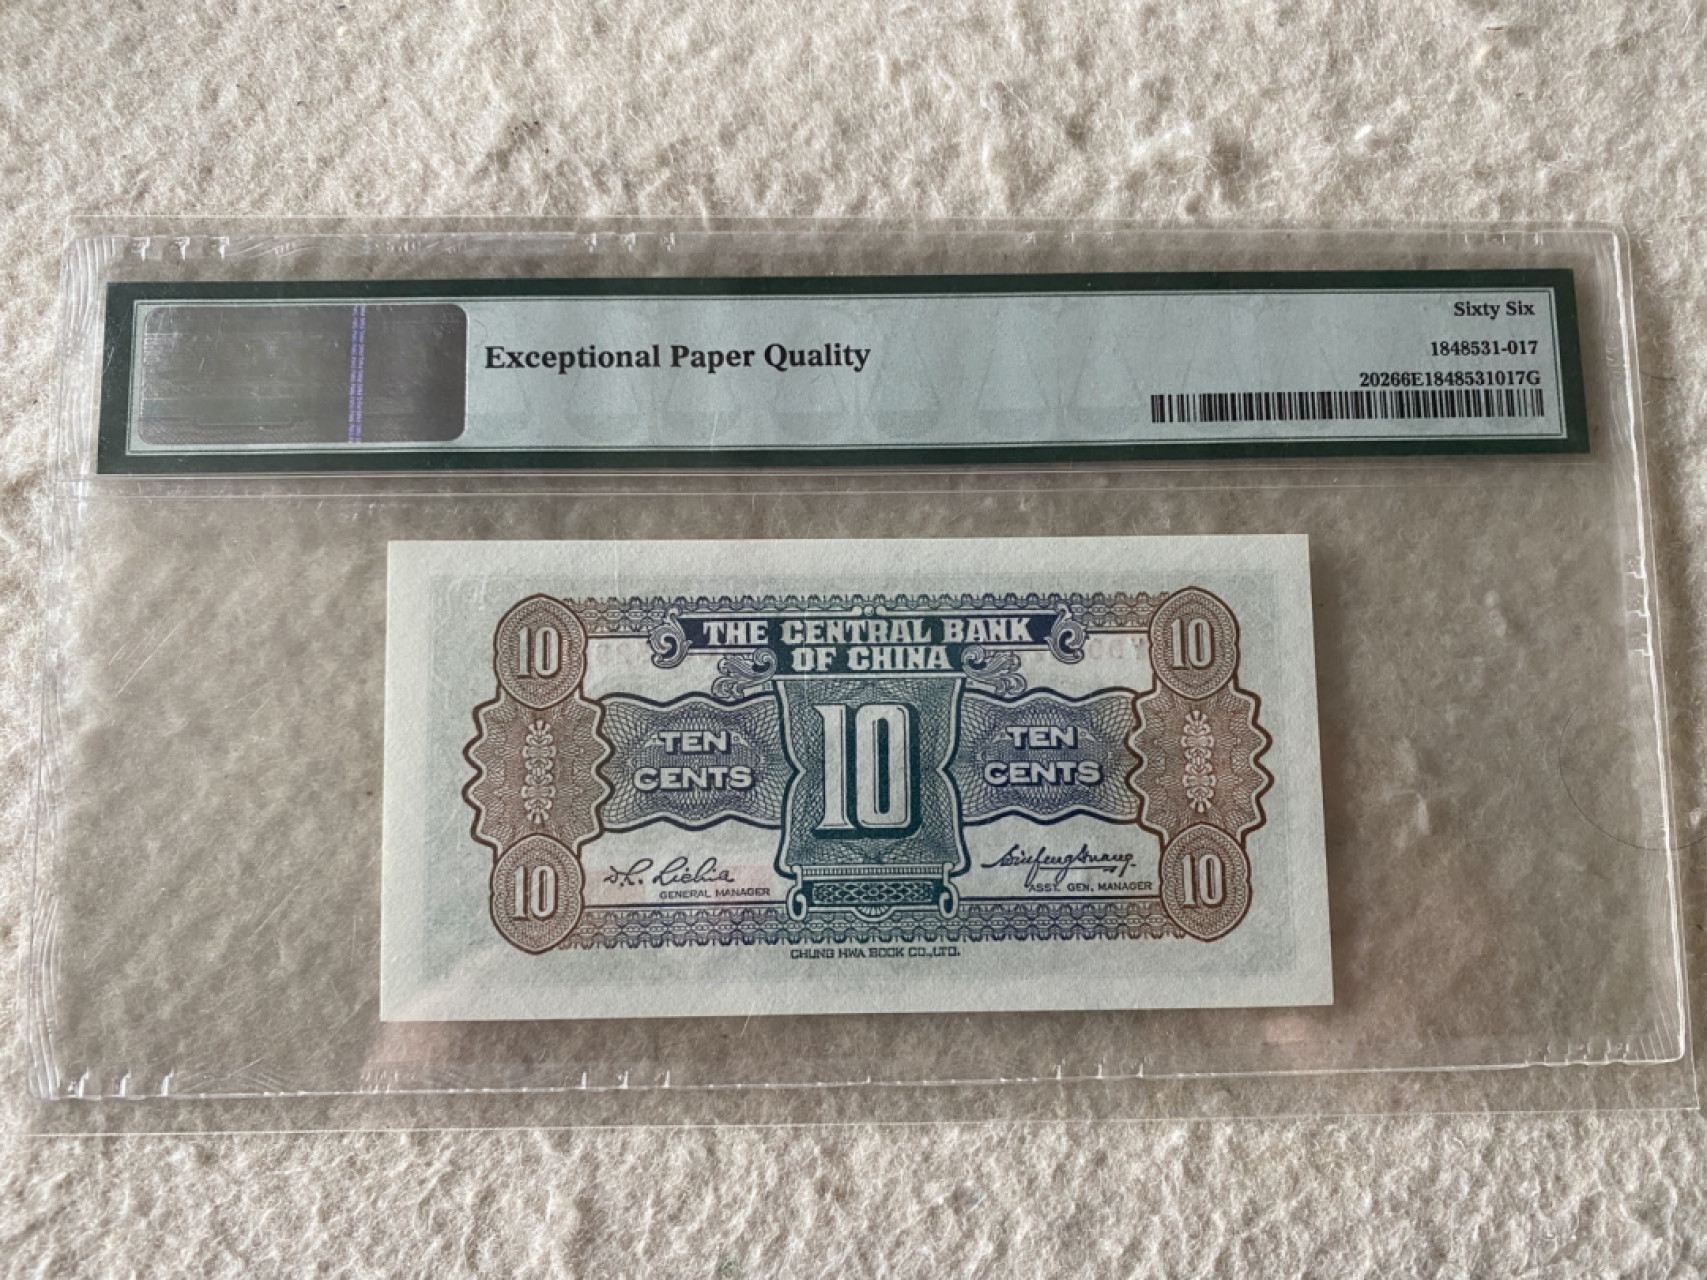 Sixty Six
Exceptional Paper Quality
1848531-017
20266E1848531017G
THE CENTRAL BANK
OF CHINA
10
10
10
TEN
CENTS
TEN
CENTS
10
10
GENERAL MANAGER
ASST. GEN. MANAGER
CHUNG HWA BOOK CO.,LTD.